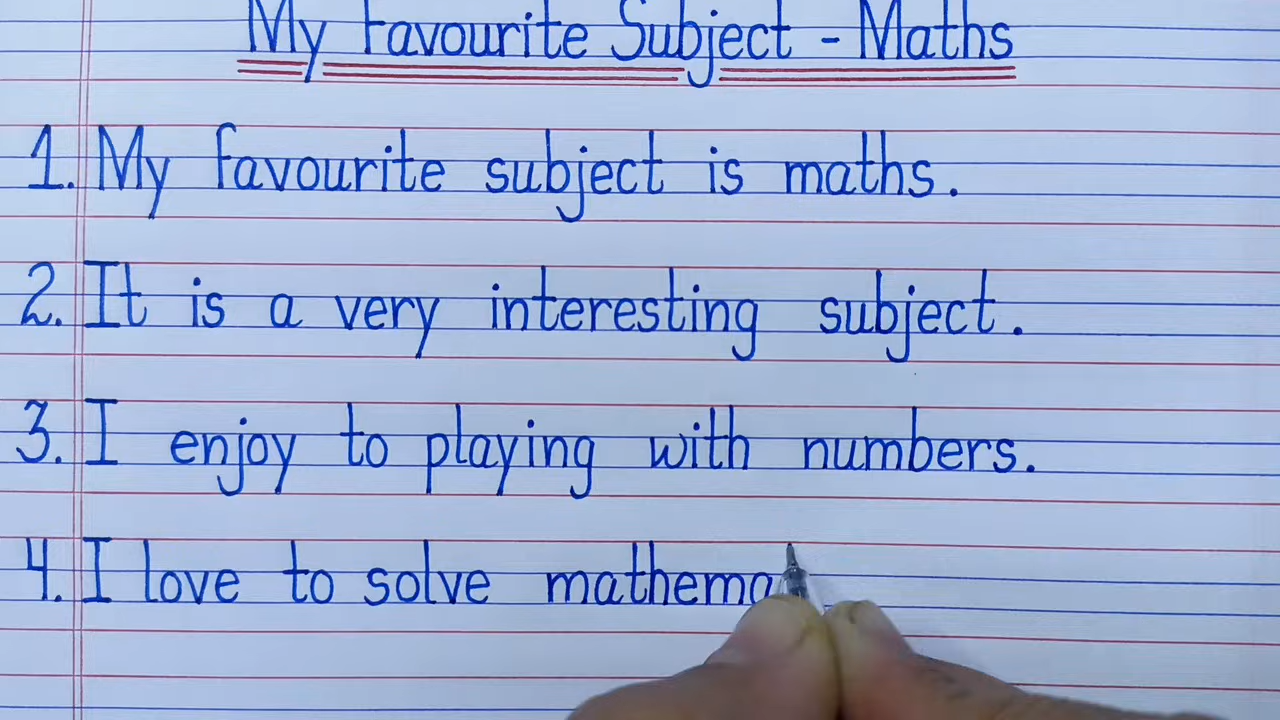 My Favourite Subject - Maths
1. My favourite subject is maths.
2. It is a very interesting subject.
3. I enjoy to playing with numbers.
4. I love to solve mathema